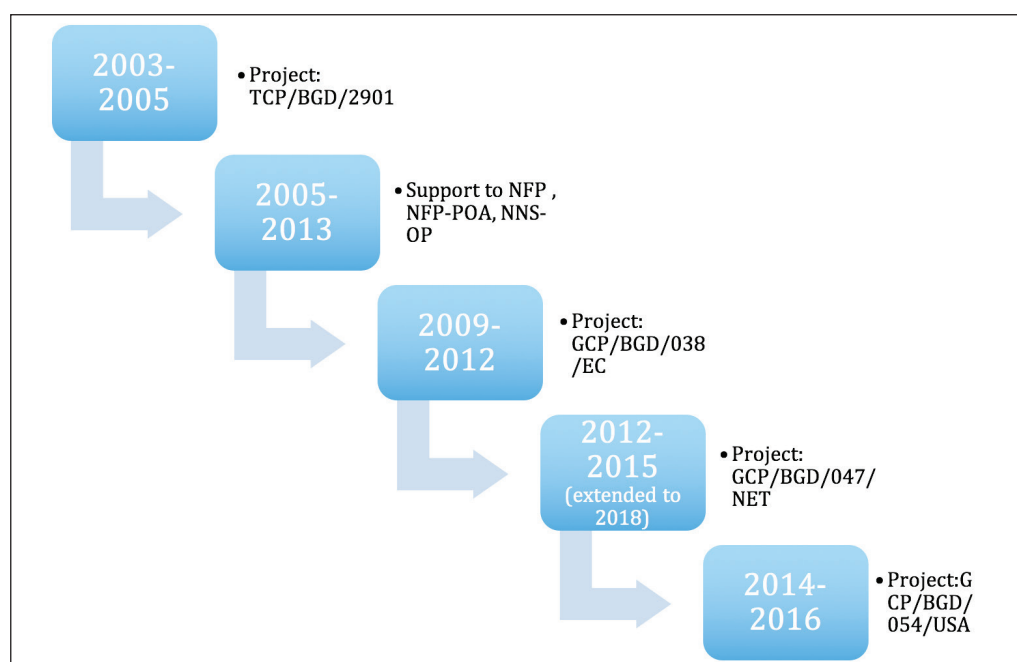 2003-
2005
• Project:
TCP/BGD/2901
2005-
2013
• Support to NFP ,
NFP-POA, NNS-
OP
2009-
2012
• Project:
GCP/BGD/038
/EC
2012-
2015
(extended to
2018)
• Project:
GCP/BGD/047/
NET
2014-
2016
• Project:G
CP/BGD/
054/USA